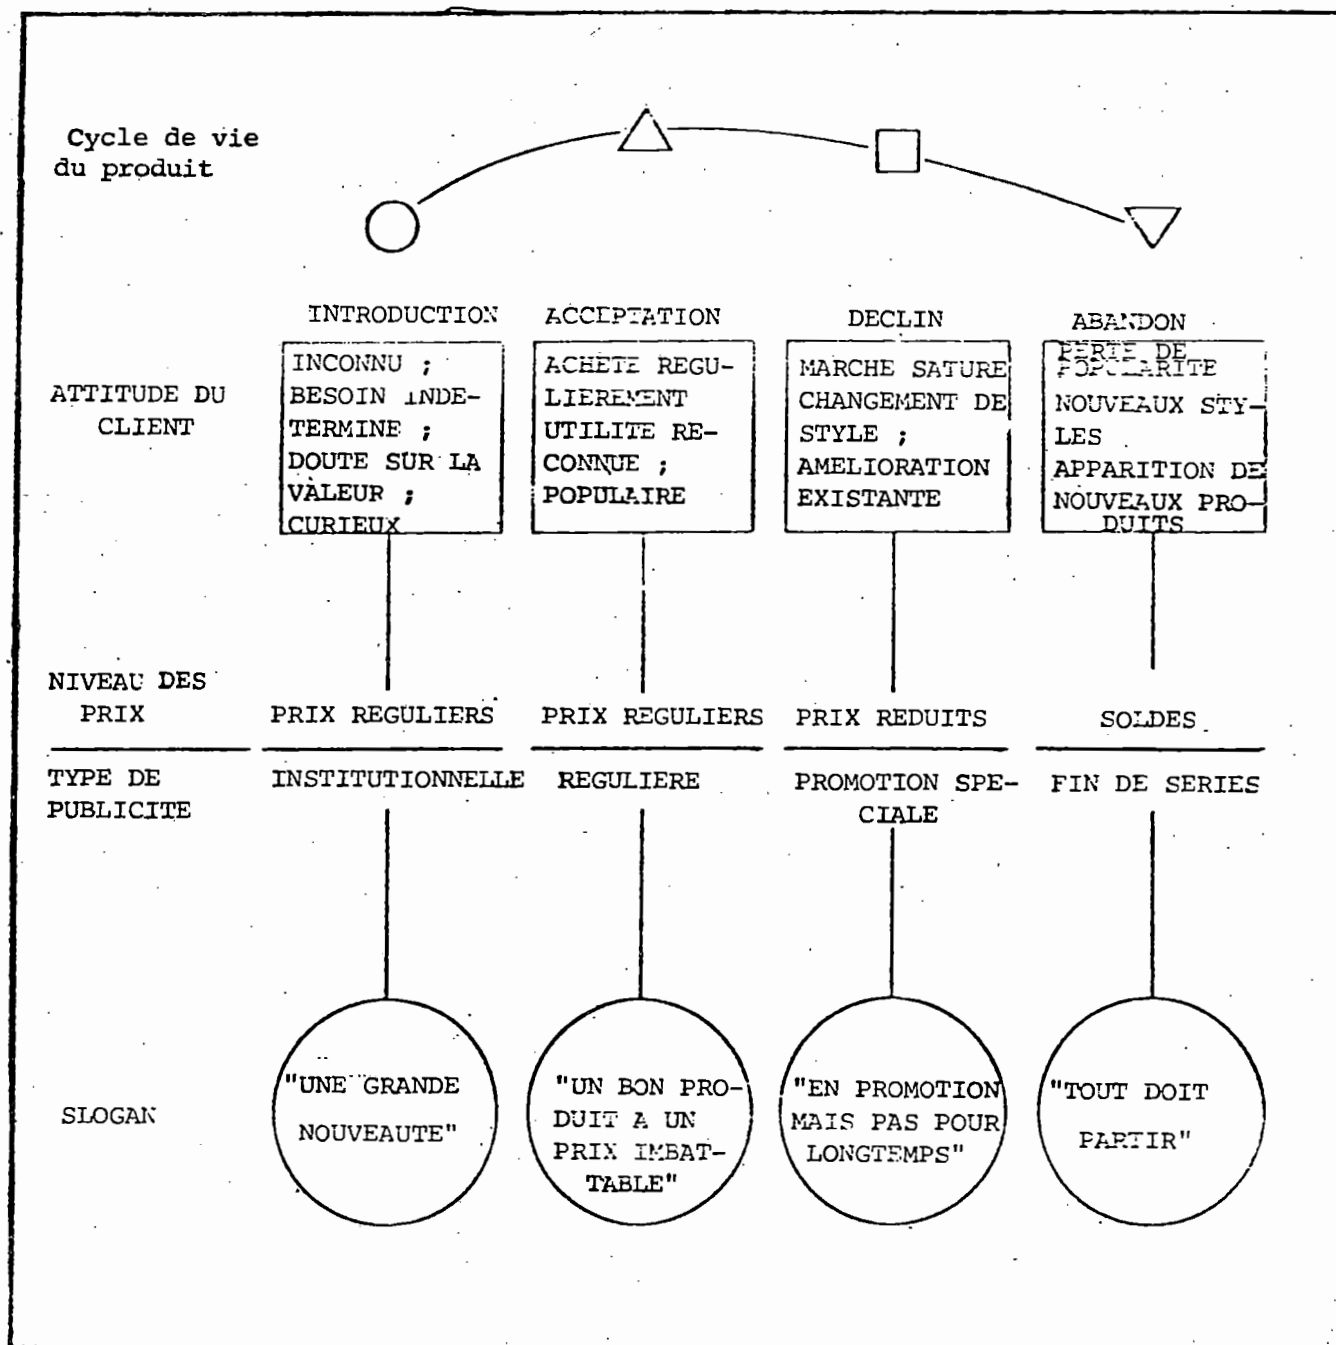 Cycle de vie
du produit
INTRODUCTION
ACCEPTATION
DECLIN
ABANDON
ATTITUDE DU
CLIENT
INCONNU ;
BESOIN INDE-
TERMINE ;
DOUTE SUR LA
VALEUR ;
CURIEUX
ACHETE REGU-
LIEREMENT
UTILITE RE-
CONNUE ;
POPULAIRE
MARCHE SATURE
CHANGEMENT DE
STYLE ;
AMELIORATION
EXISTANTE
PERTE DE
POPULARITE
NOUVEAUX STY-
LES
APPARITION DE
NOUVEAUX PRO-
DUITS
NIVEAU DES
PRIX
PRIX REGULIERS
PRIX REGULIERS
PRIX REDUITS
SOLDES
TYPE DE
PUBLICITE
INSTITUTIONNELLE
REGULIERE
PROMOTION SPE-
CIALE
FIN DE SERIES
SLOGAN
"UNE GRANDE
NOUVEAUTE"
"UN BON PRO-
DUIT A UN
PRIX IMBAT-
TABLE"
"EN PROMOTION
MAIS PAS POUR
LONGTEMPS"
"TOUT DOIT
PARTIR"